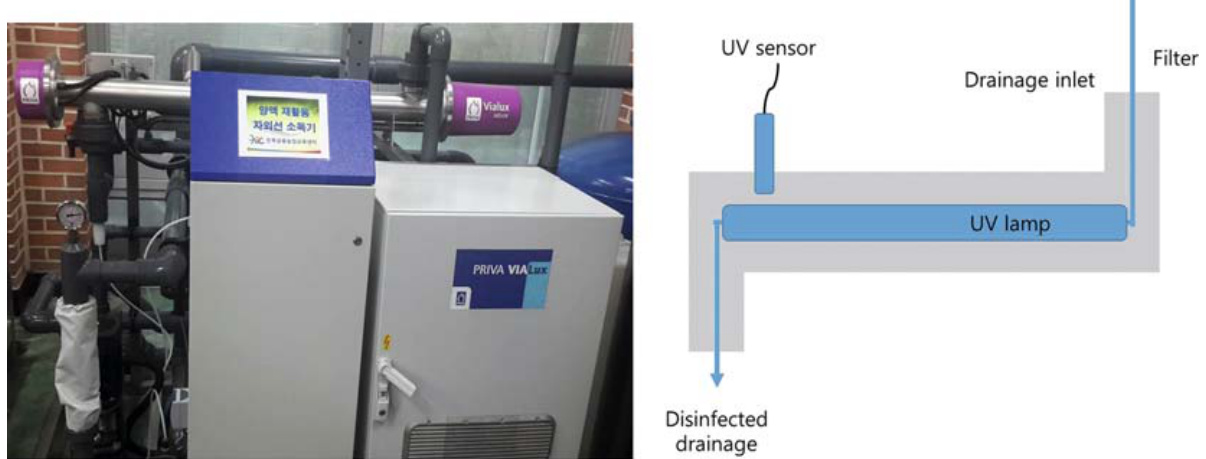 양액 재활용
자외선 소독기
Vialux
PRIVA VIALux
UV sensor
Drainage inlet
Filter
UV lamp
Disinfected
drainage